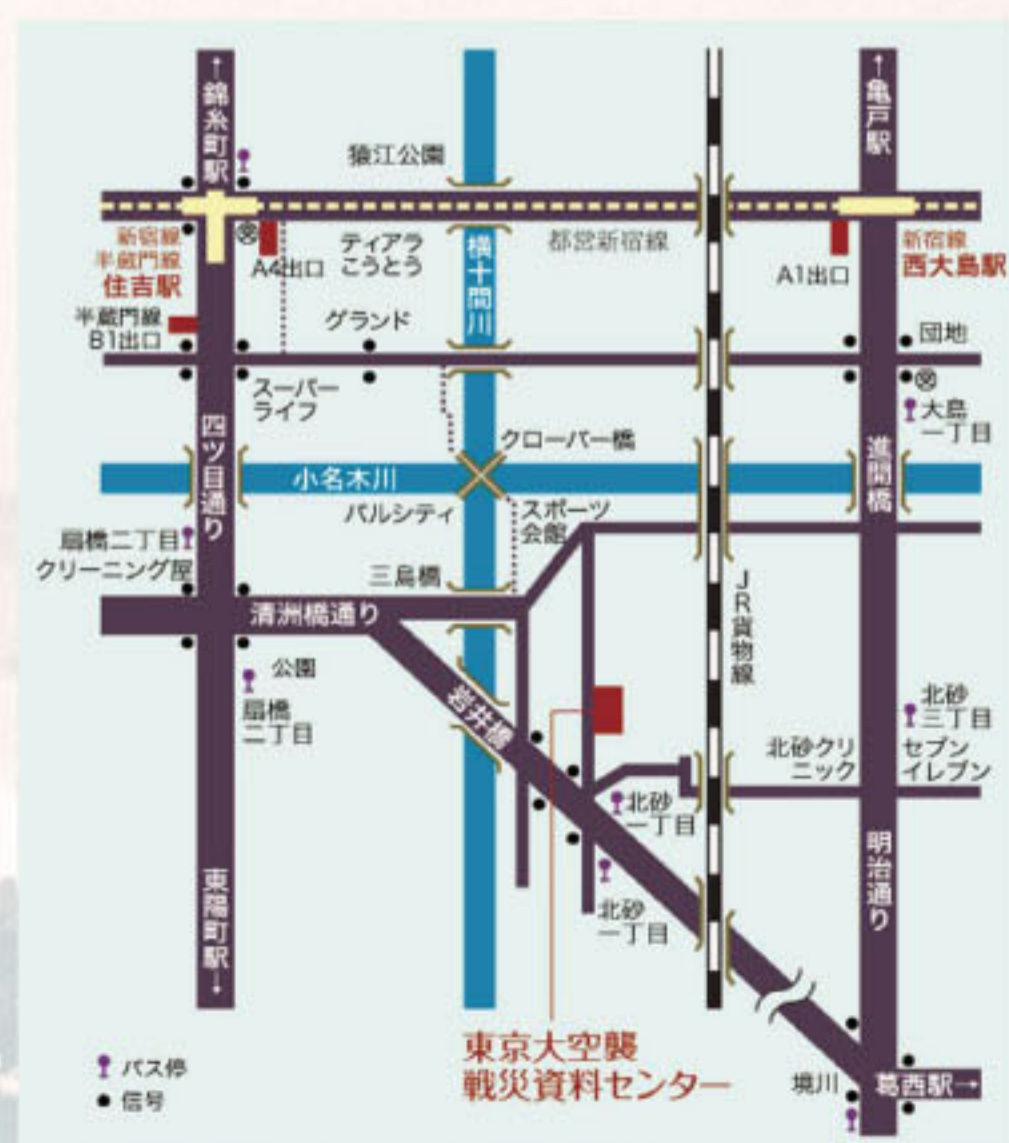 ↑錦糸町駅
↑亀戸駅
猿江公園
新宿線
半蔵門線
住吉駅
A4出口
ティアラ
こうとう
横十間川
都営新宿線
A1出口
新宿線
西大島駅
半蔵門線
B1出口
グランド
団地
スーパー
ライフ
大島
一丁目
四ツ目通り
クローバー橋
進開橋
小名木川
パルシティ
スポーツ
会館
扇橋二丁目
クリーニング屋
三島橋
清洲橋通り
JR貨物線
公園
扇橋
二丁目
岩井橋
北砂
三丁目
北砂クリ
ニック
セブン
イレブン
北砂
一丁目
明治通り
東陽町駅→
北砂
一丁目
東京大空襲
戦災資料センター
バス停
信号
境川
葛西駅→